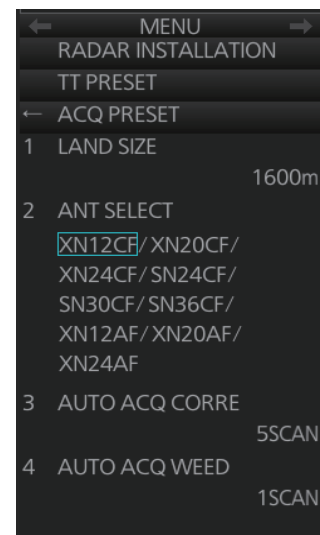 ← MENU →
RADAR INSTALLATION
TT PRESET
← ACQ PRESET
1 LAND SIZE
1600m
2 ANT SELECT
XN12CF/XN20CF/
XN24CF/SN24CF/
SN30CF/SN36CF/
XN12AF/XN20AF/
XN24AF
3 AUTO ACQ CORRE
5SCAN
4 AUTO ACQ WEED
1SCAN